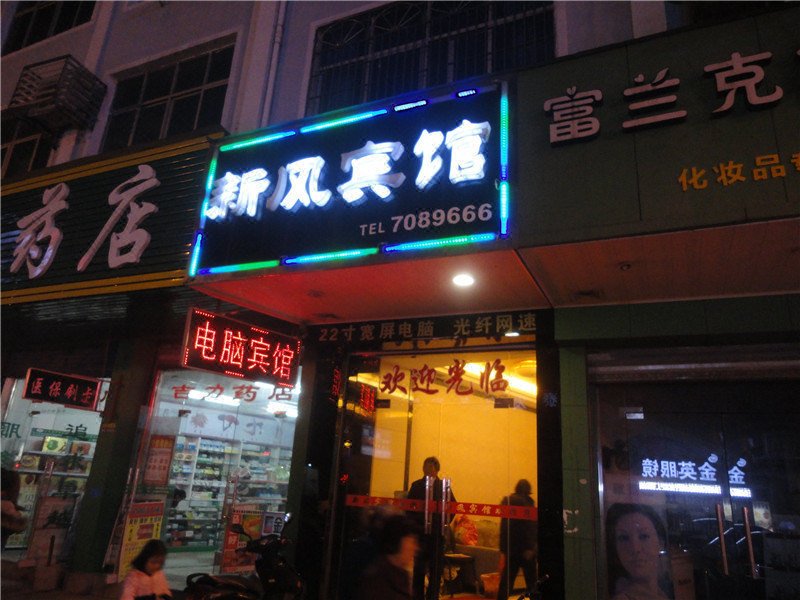 富兰克
化妆品
新风宾馆
TEL 7089666
药店
22寸宽屏电脑 光纤网速
电脑宾馆
欢迎光临
医保刷卡
吉力药店
金英眼镜